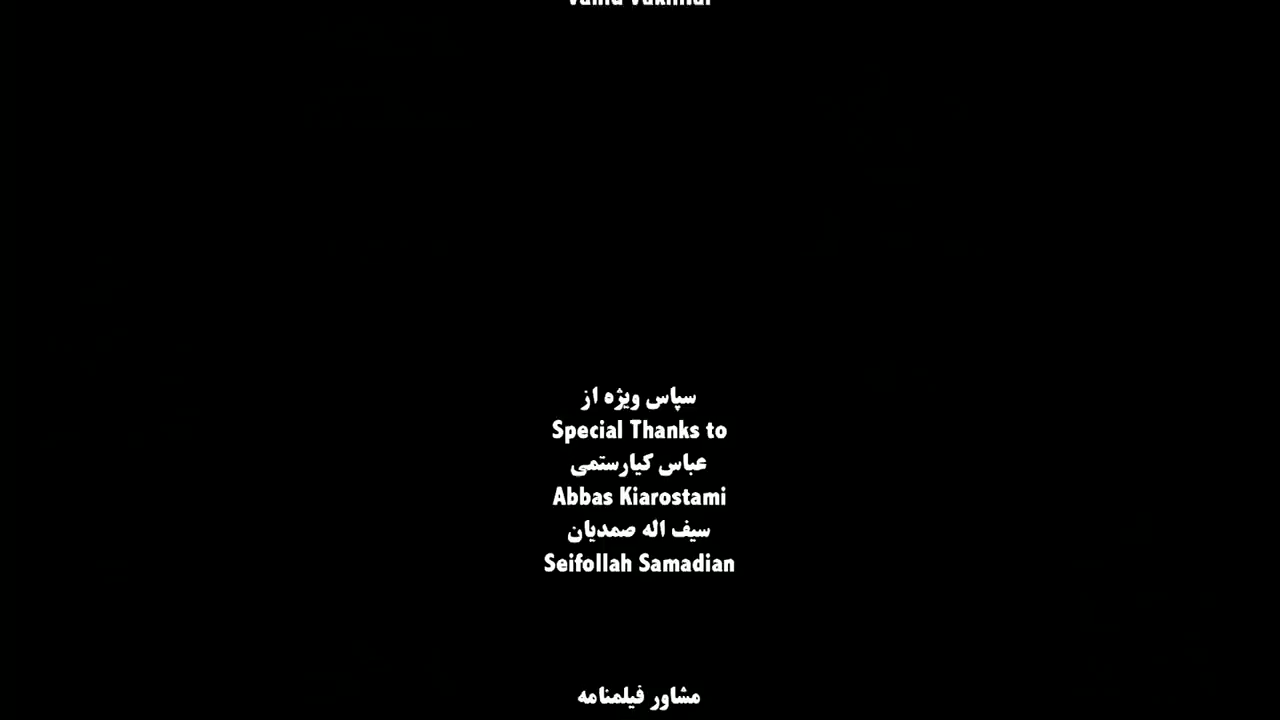 سپاس ویژه از
Special Thanks to
عباس کیارستمی
Abbas Kiarostami
سیف اله صمدیان
Seifollah Samadian
مشاور فیلمنامه